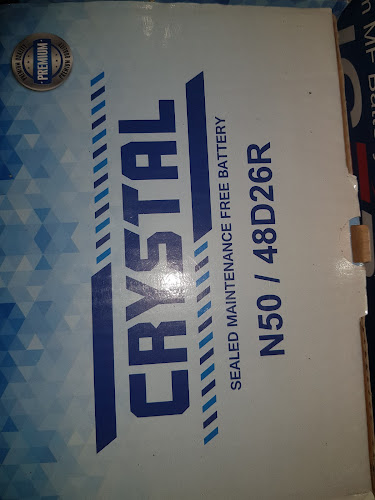 PREMIUM
CRYSTAL
SEALED MAINTENANCE FREE BATTERY
N50 / 48D26R